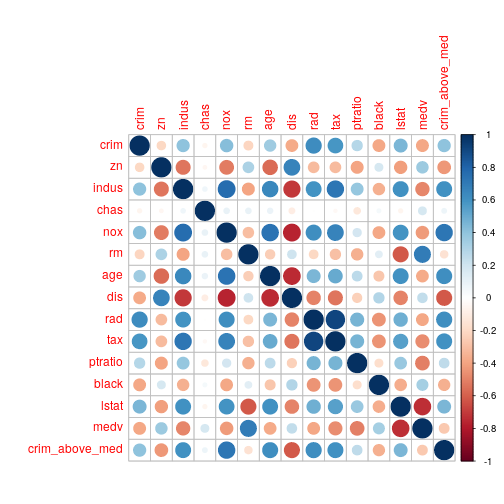 crim zn indus chas nox rm age dis rad tax ptratio black lstat medv crim_above_med
crim
zn
indus
chas
nox
rm
age
dis
rad
tax
ptratio
black
lstat
medv
crim_above_med
1
0.8
0.6
0.4
0.2
0
-0.2
-0.4
-0.6
-0.8
-1